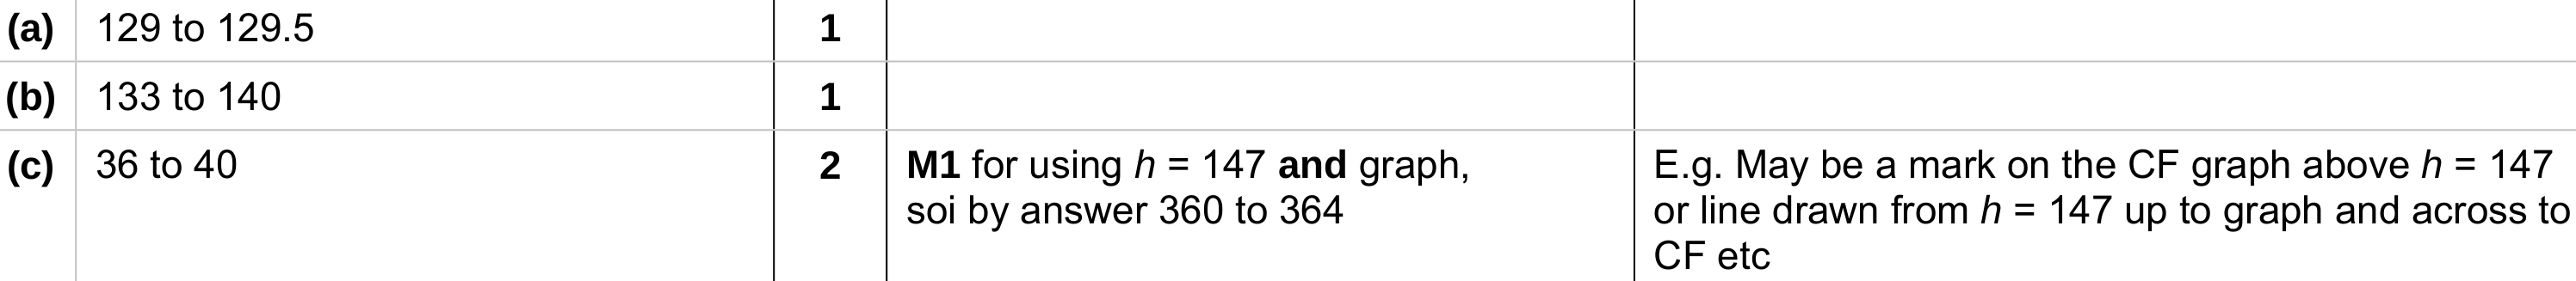 (a) 129 to 129.5 1
(b) 133 to 140 1
(c) 36 to 40 2 M1 for using h = 147 and graph, E.g. May be a mark on the CF graph above h = 147
soi by answer 360 to 364 or line drawn from h = 147 up to graph and across to
CF etc